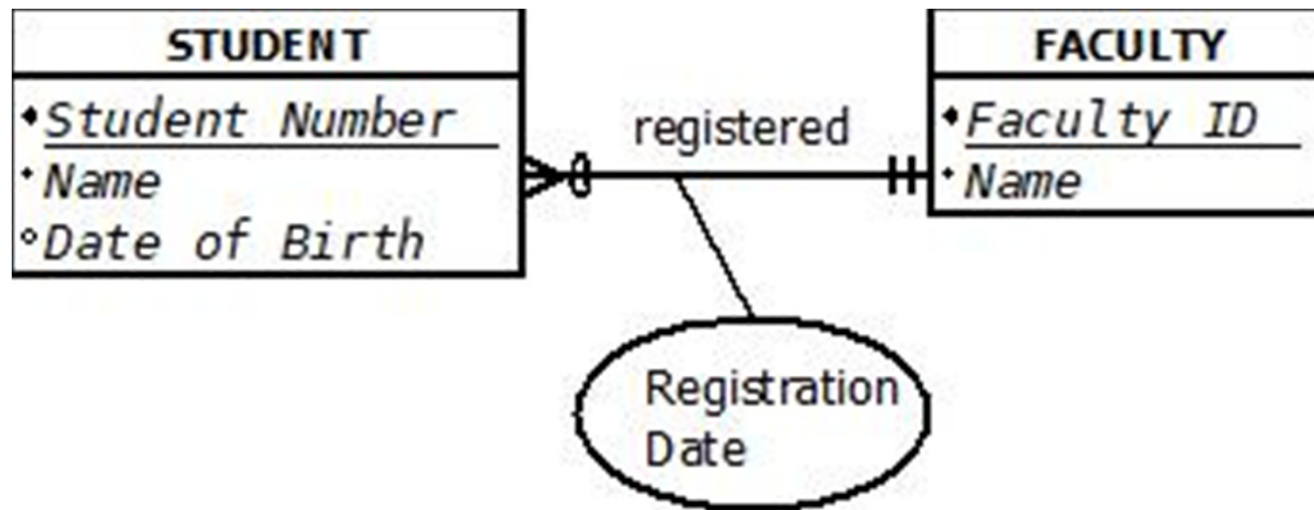 STUDENT
Student Number
Name
Date of Birth
registered
FACULTY
Faculty ID
Name
Registration
Date